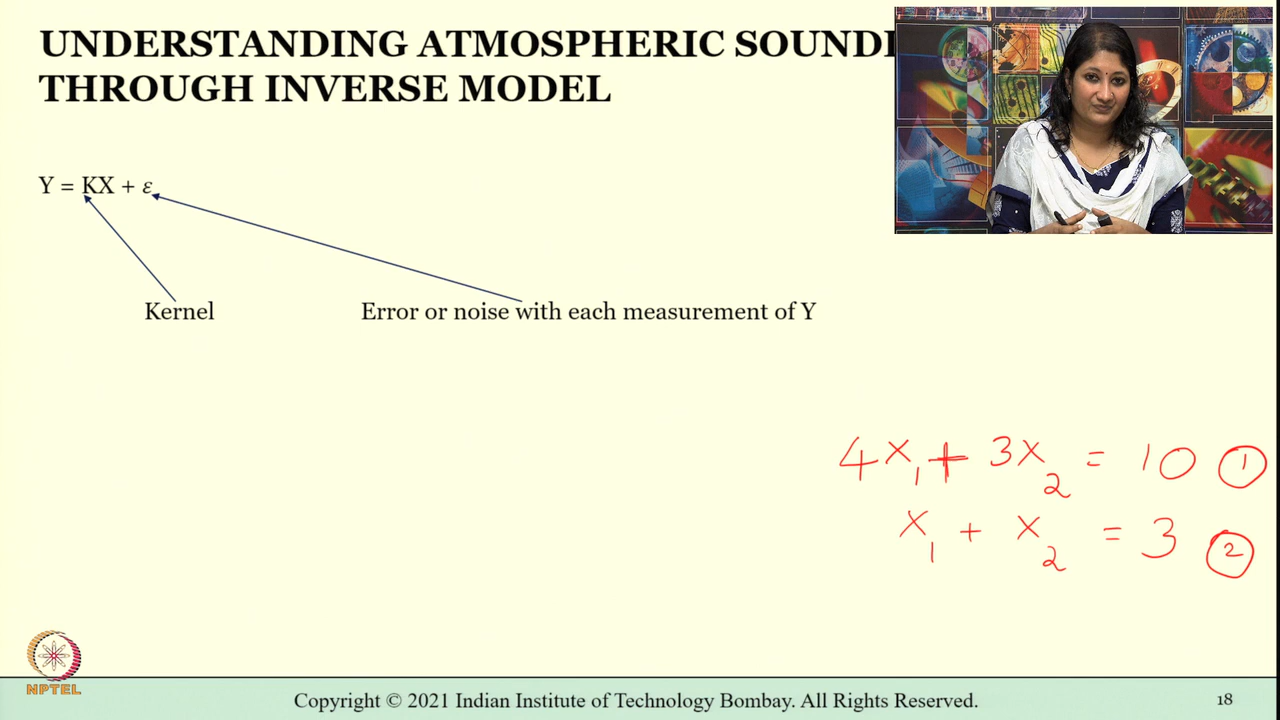 UNDERSTANDING ATMOSPHERIC SOUNDI
THROUGH INVERSE MODEL
Y = KX + ε
Kernel
Error or noise with each measurement of Y
4x₁ + 3x₂ = 10 ①
x₁ + x₂ = 3 ②
NPTEL
Copyright © 2021 Indian Institute of Technology Bombay. All Rights Reserved.
18